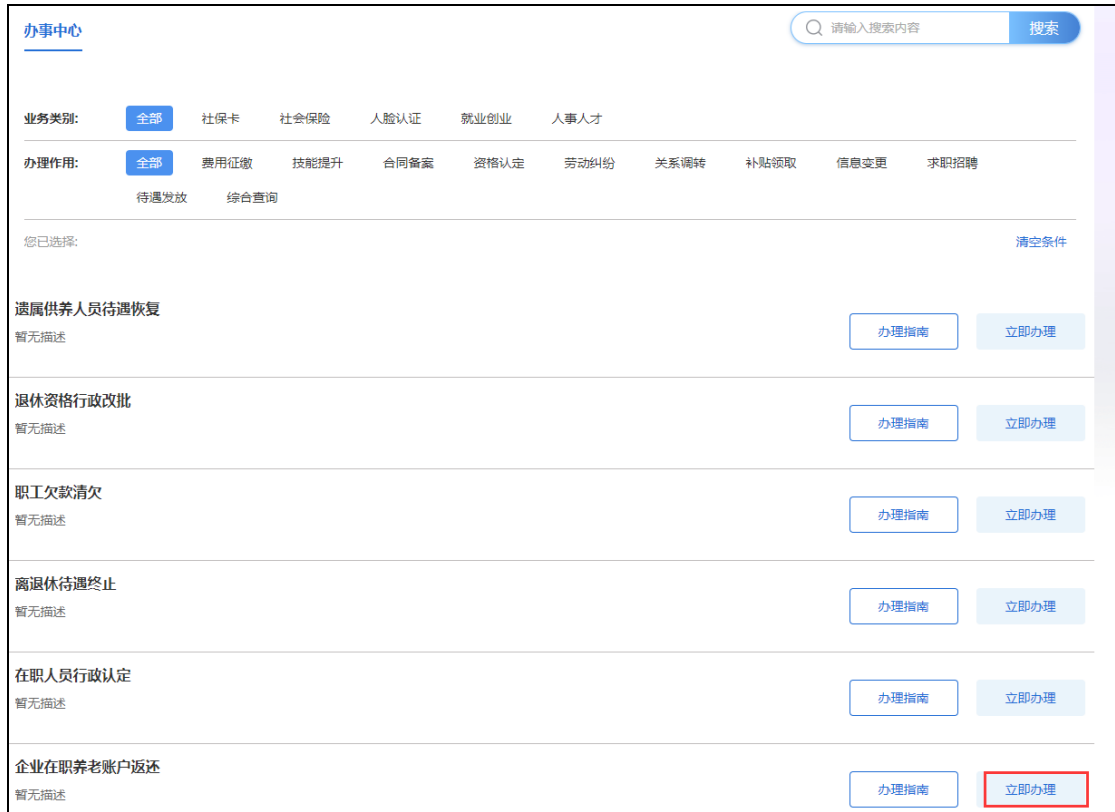 办事中心
请输入搜索内容 搜索
业务类别: 全部 社保卡 社会保险 人脸认证 就业创业 人事人才
办理作用: 全部 费用征缴 技能提升 合同备案 资格认定 劳动纠纷 关系调转 补贴领取 信息变更 求职招聘
待遇发放 综合查询
您已选择: 清空条件
遗属供养人员待遇恢复
暂无描述
办理指南 立即办理
退休资格行政改批
暂无描述
办理指南 立即办理
职工欠款清欠
暂无描述
办理指南 立即办理
离退休待遇终止
暂无描述
办理指南 立即办理
在职人员行政认定
暂无描述
办理指南 立即办理
企业在职养老账户返还
暂无描述
办理指南 立即办理